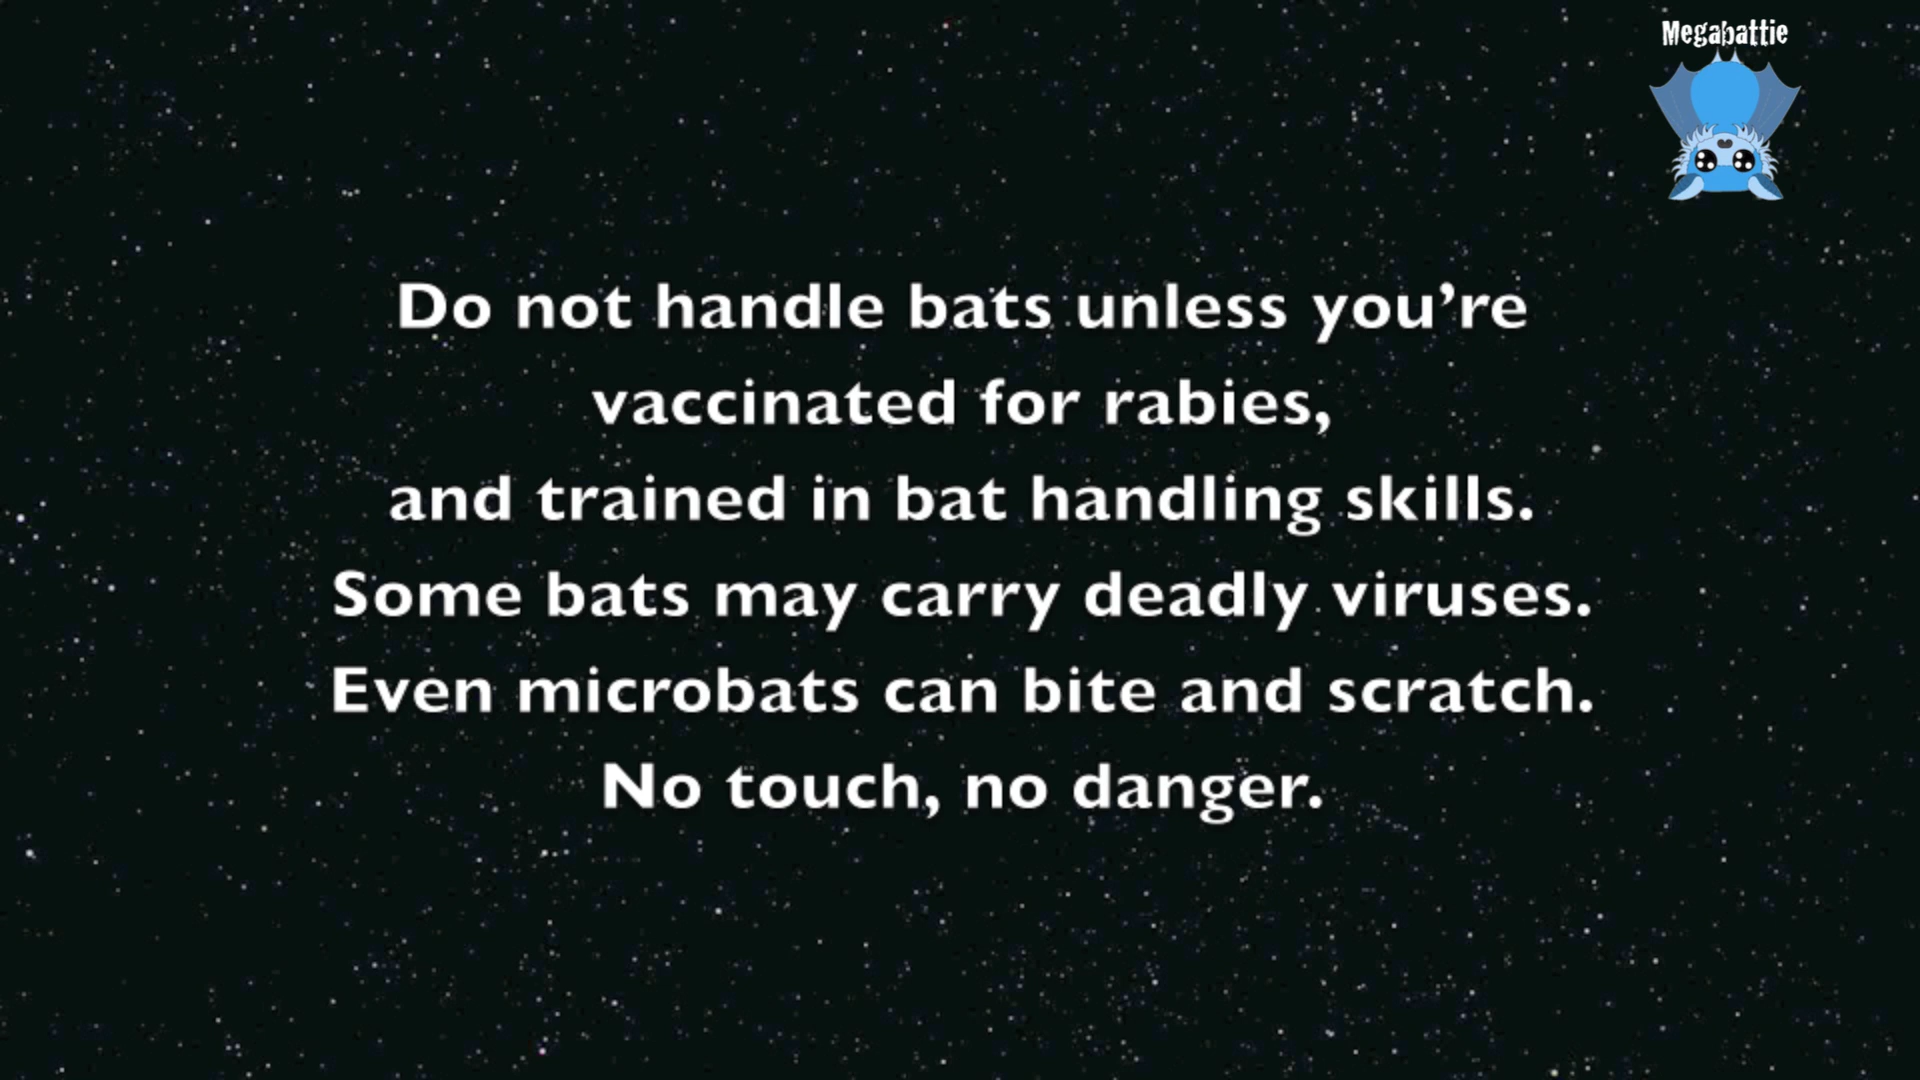 Megabattie
Do not handle bats unless you’re
vaccinated for rabies,
and trained in bat handling skills.
Some bats may carry deadly viruses.
Even microbats can bite and scratch.
No touch, no danger.